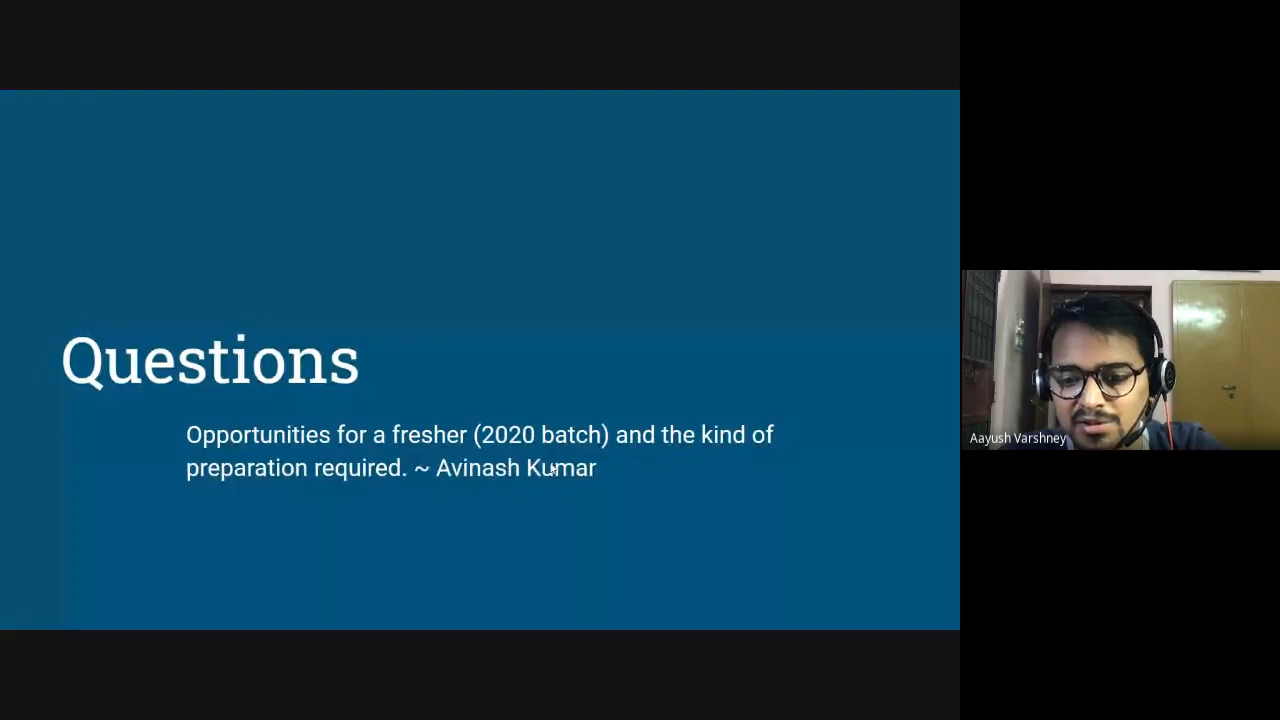 Questions
Opportunities for a fresher (2020 batch) and the kind of
preparation required. ~ Avinash Kumar
Aayush Varshney